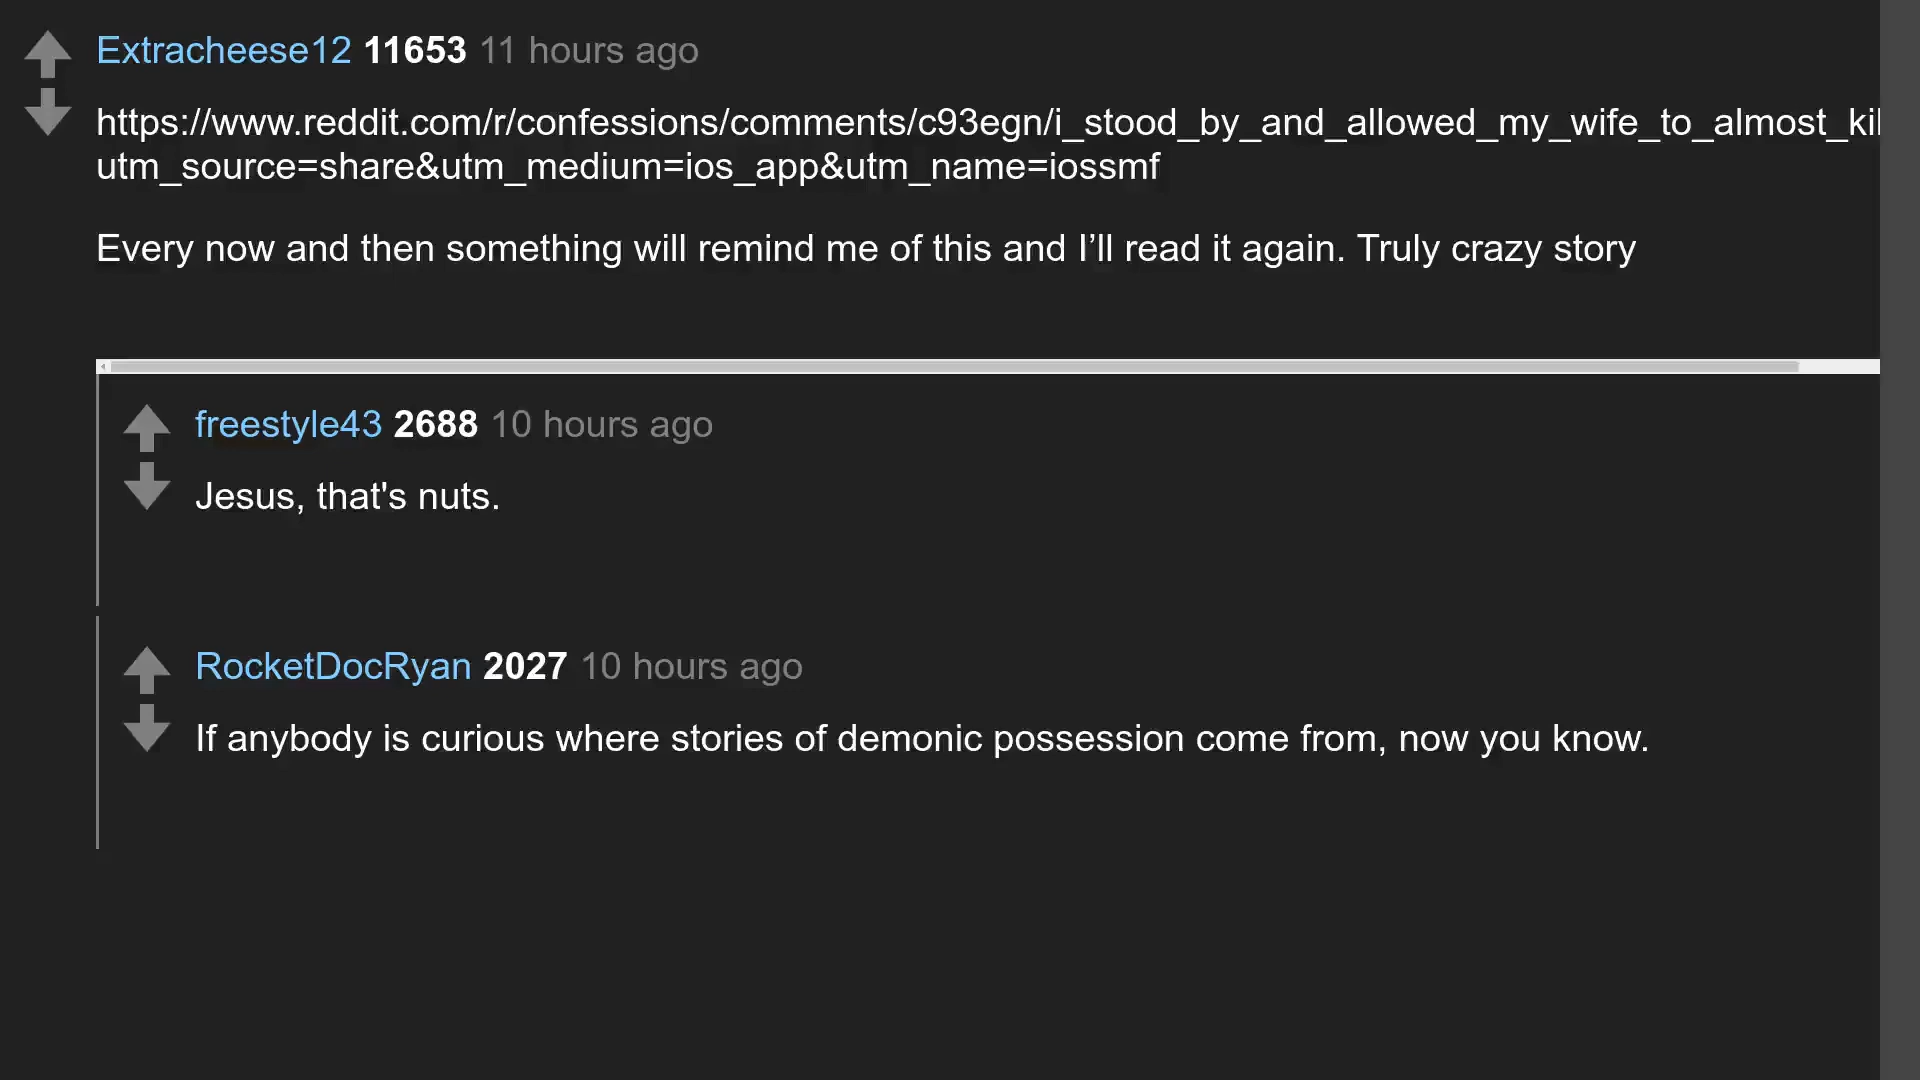 Extracheese12 11653 11 hours ago
https://www.reddit.com/r/confessions/comments/c93egn/i_stood_by_and_allowed_my_wife_to_almost_kil
utm_source=share&utm_medium=ios_app&utm_name=iossmf
Every now and then something will remind me of this and I’ll read it again. Truly crazy story
freestyle43 2688 10 hours ago
Jesus, that's nuts.
RocketDocRyan 2027 10 hours ago
If anybody is curious where stories of demonic possession come from, now you know.